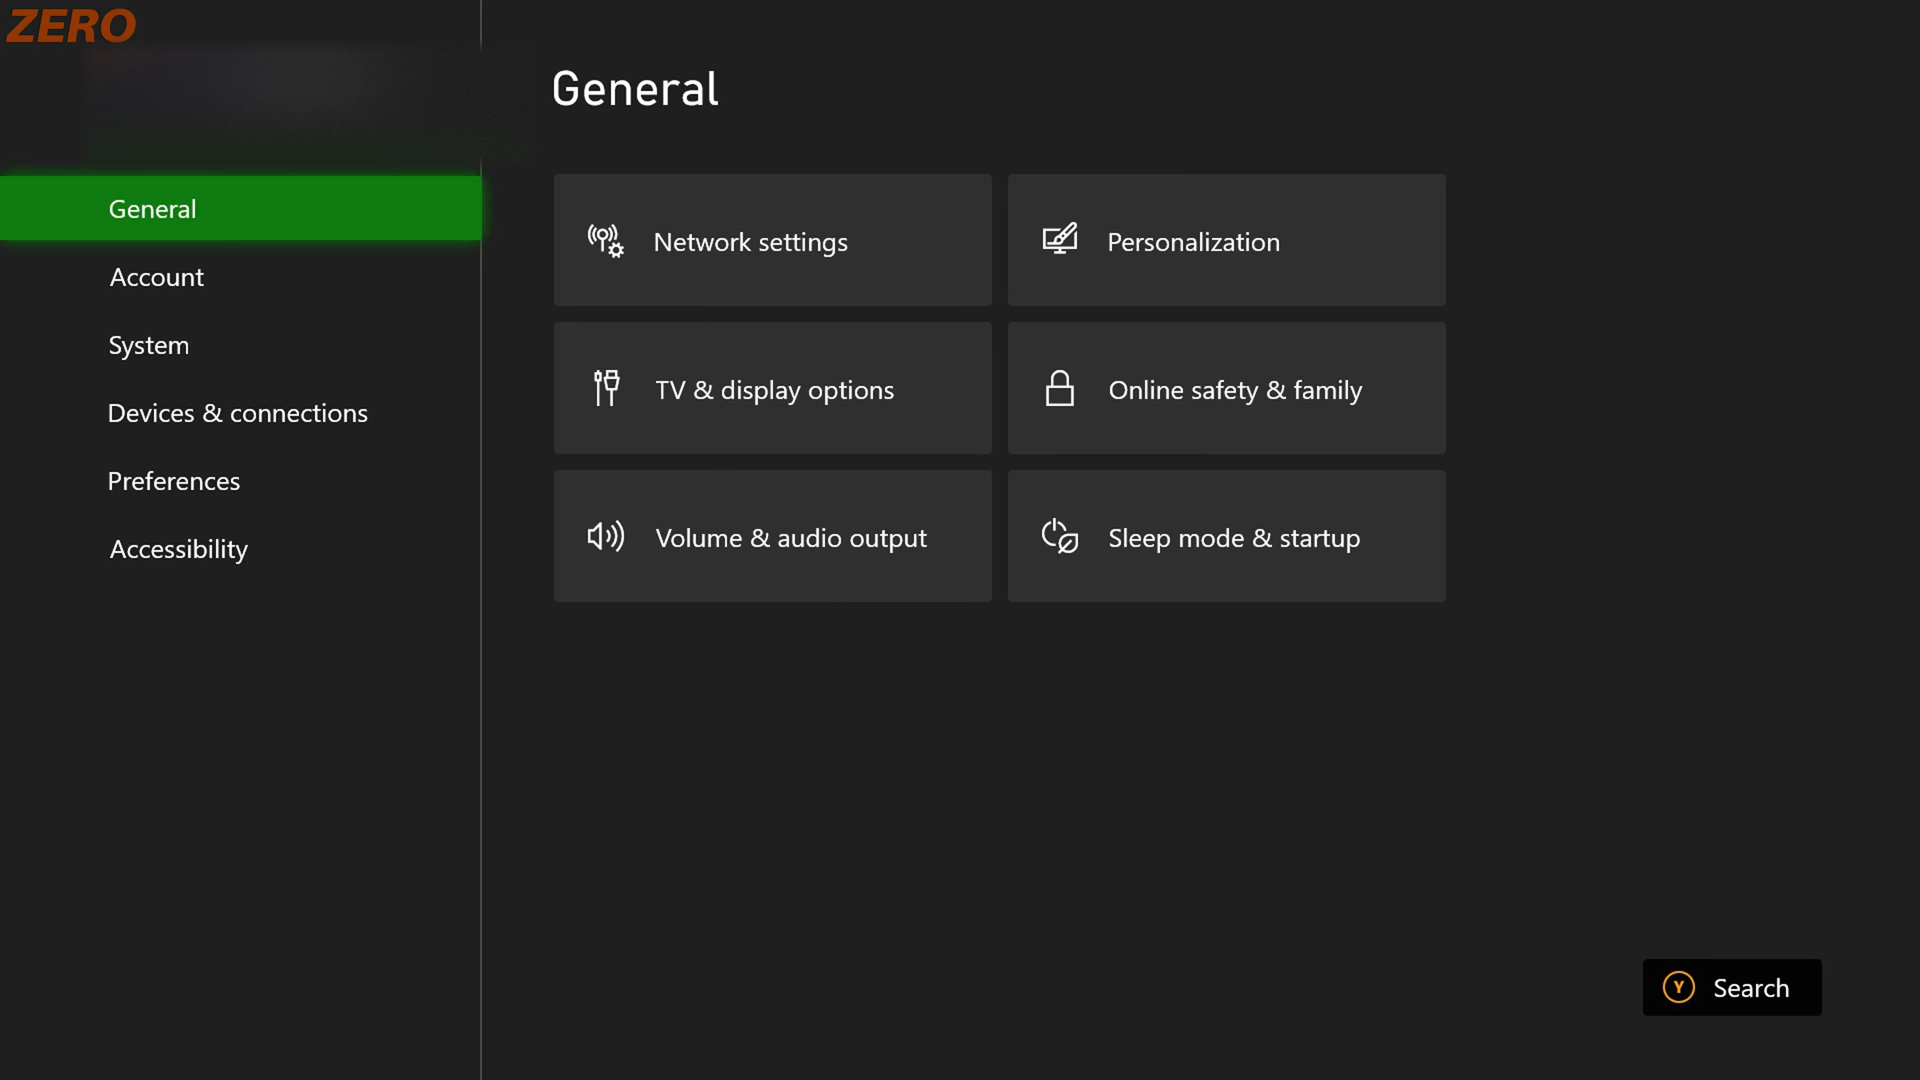 ZERO
General
General
Account
System
Devices & connections
Preferences
Accessibility
Network settings
Personalization
TV & display options
Online safety & family
Volume & audio output
Sleep mode & startup
Y Search